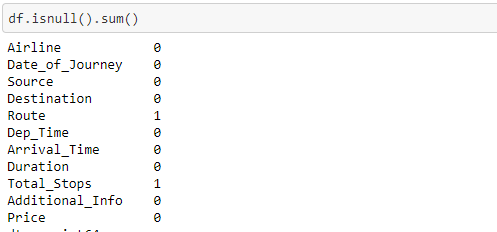 df.isnull().sum()
Airline 0
Date_of_Journey 0
Source 0
Destination 0
Route 1
Dep_Time 0
Arrival_Time 0
Duration 0
Total_Stops 1
Additional_Info 0
Price 0